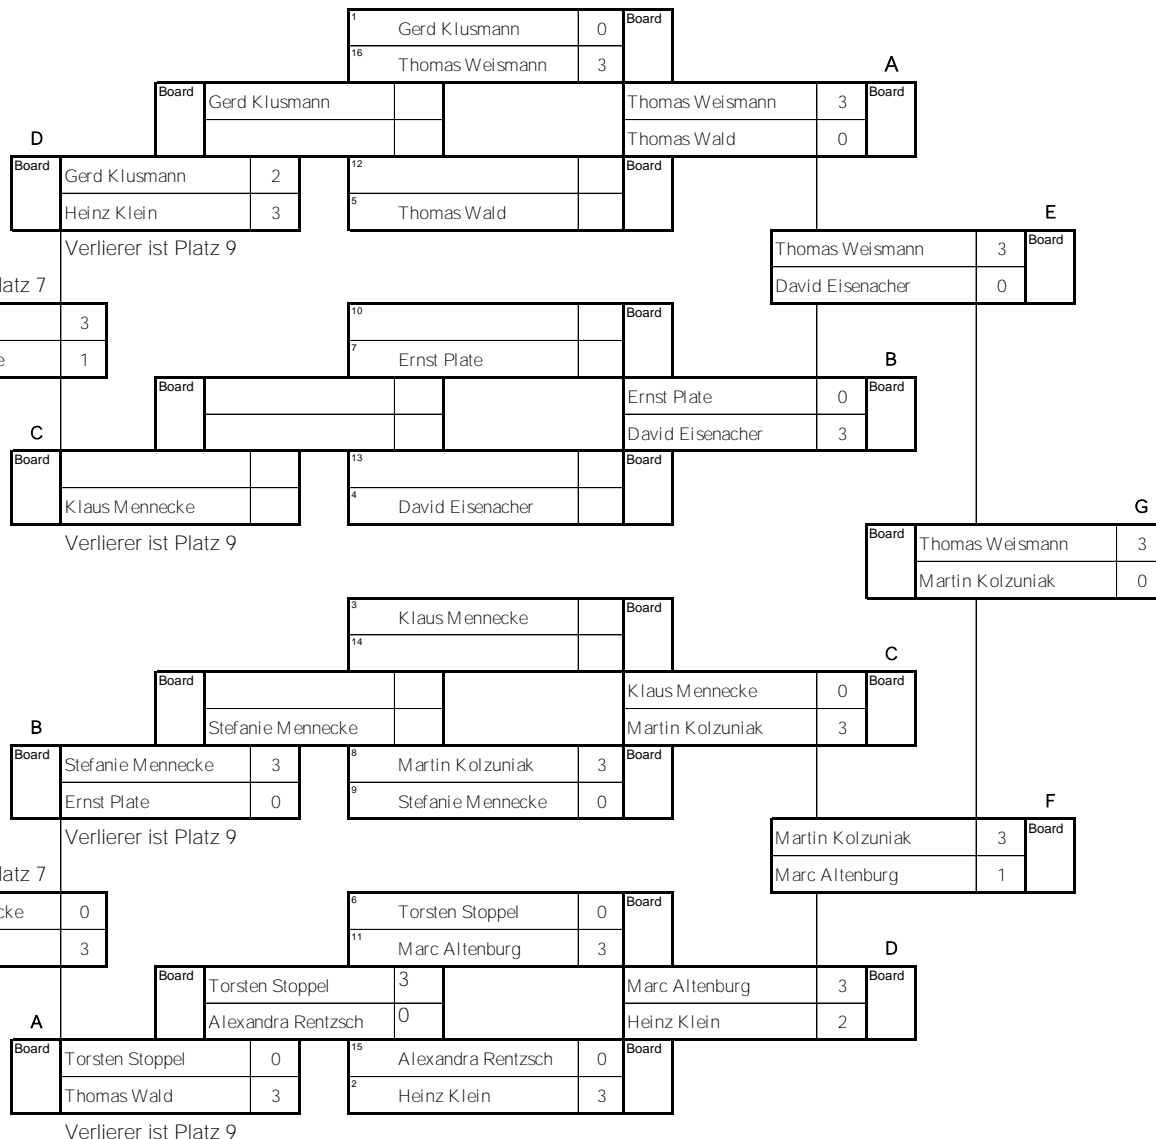 1 Gerd Klusmann 0 Board
16 Thomas Weismann 3 A
Board Gerd Klusmann Thomas Weismann 3 Board
D Thomas Wald 0
Board Gerd Klusmann 2 12 Board
Heinz Klein 3 5 Thomas Wald E
Verlierer ist Platz 9 Thomas Weismann 3 Board
latz 7 David Eisenacher 0
3 10 Board
e 1 7 Ernst Plate B
Board Ernst Plate 0 Board
C David Eisenacher 3
Board 13 Board
Klaus Mennecke 4 David Eisenacher G
Verlierer ist Platz 9 Board Thomas Weismann 3
Martin Kolzuniak 0
3 Klaus Mennecke Board
14 C
Board Klaus Mennecke 0 Board
B Stefanie Mennecke Martin Kolzuniak 3
Board Stefanie Mennecke 3 8 Martin Kolzuniak 3 Board
Ernst Plate 0 9 Stefanie Mennecke 0 F
Verlierer ist Platz 9 Martin Kolzuniak 3 Board
latz 7 Marc Altenburg 1
cke 0 6 Torsten Stoppel 0 Board
3 11 Marc Altenburg 3 D
Board Torsten Stoppel 3 Marc Altenburg 3 Board
A Alexandra Rentzsch 0 Heinz Klein 2
Board Torsten Stoppel 0 15 Alexandra Rentzsch 0 Board
Thomas Wald 3 2 Heinz Klein 3
Verlierer ist Platz 9